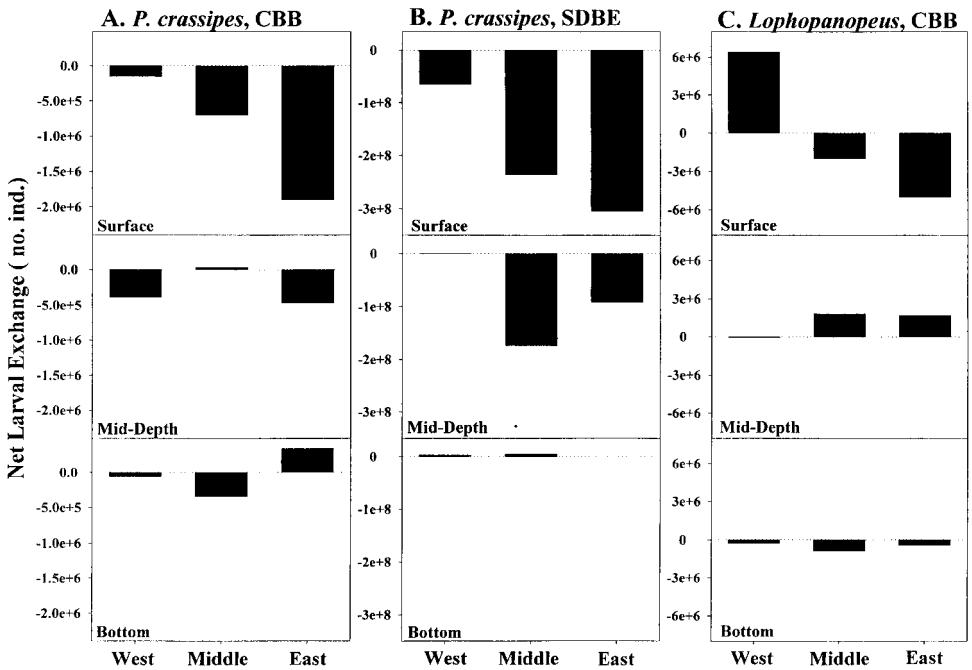 A. P. crassipes, CBB
B. P. crassipes, SDBE
C. Lophopanopeus, CBB
Net Larval Exchange ( no. ind.)
0.0
-5.0e+5
-1.0e+6
-1.5e+6
-2.0e+6
Surface
0
-1e+8
-2e+8
-3e+8
Surface
6e+6
3e+6
0
-3e+6
-6e+6
Surface
0.0
-5.0e+5
-1.0e+6
-1.5e+6
-2.0e+6
Mid-Depth
0
-1e+8
-2e+8
-3e+8
Mid-Depth
6e+6
3e+6
0
-3e+6
-6e+6
Mid-Depth
0.0
-5.0e+5
-1.0e+6
-1.5e+6
-2.0e+6
Bottom
0
-1e+8
-2e+8
-3e+8
Bottom
6e+6
3e+6
0
-3e+6
-6e+6
Bottom
West Middle East
West Middle East
West Middle East